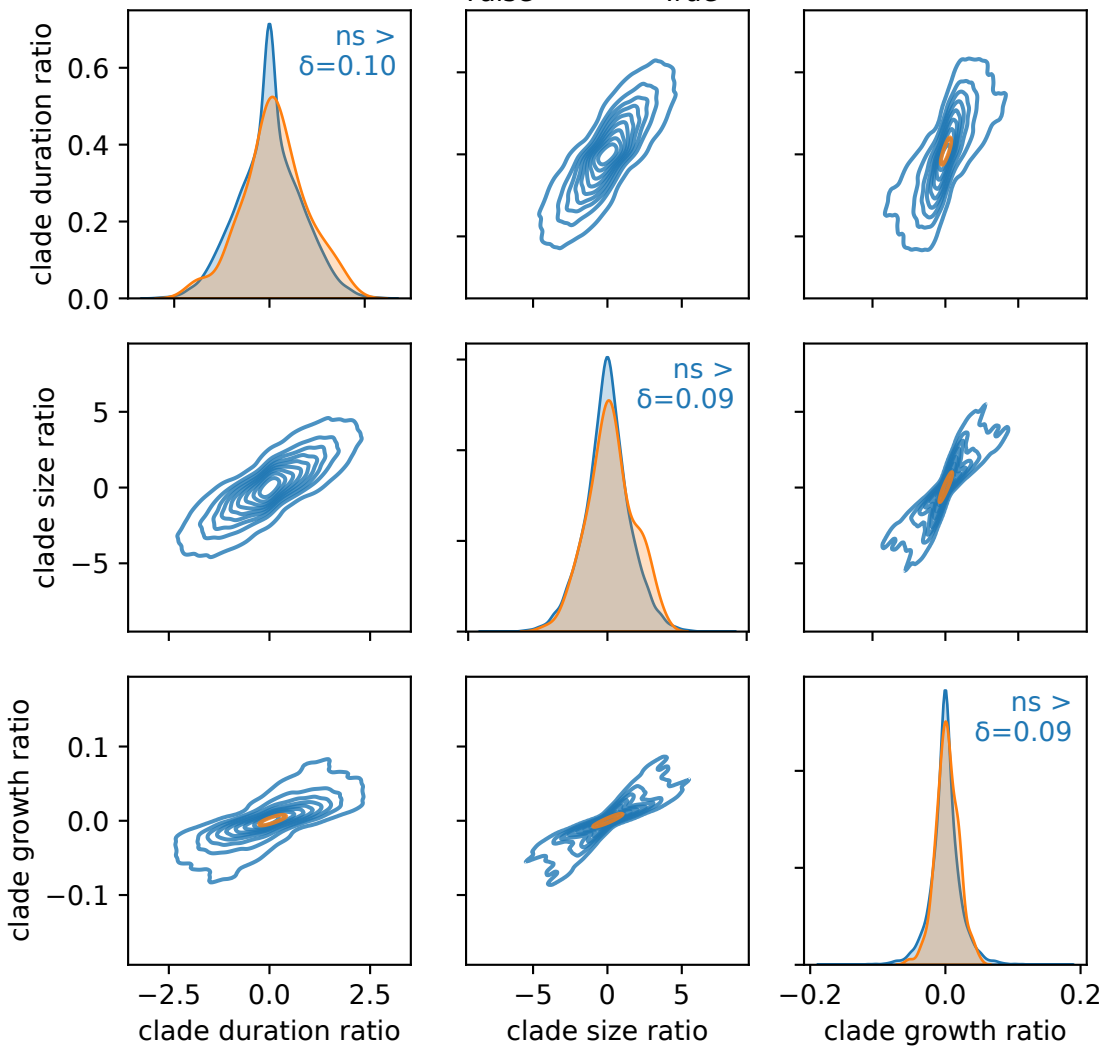 clade duration ratio
0.6
0.4
0.2
0.0
ns >
δ=0.10
clade size ratio
5
0
−5
ns >
δ=0.09
−5 0 5
clade growth ratio
0.1
0.0
−0.1
ns >
δ=0.09
−2.5 0.0 2.5
−5 0 5
−0.2 0.0 0.2
clade duration ratio
clade size ratio
clade growth ratio